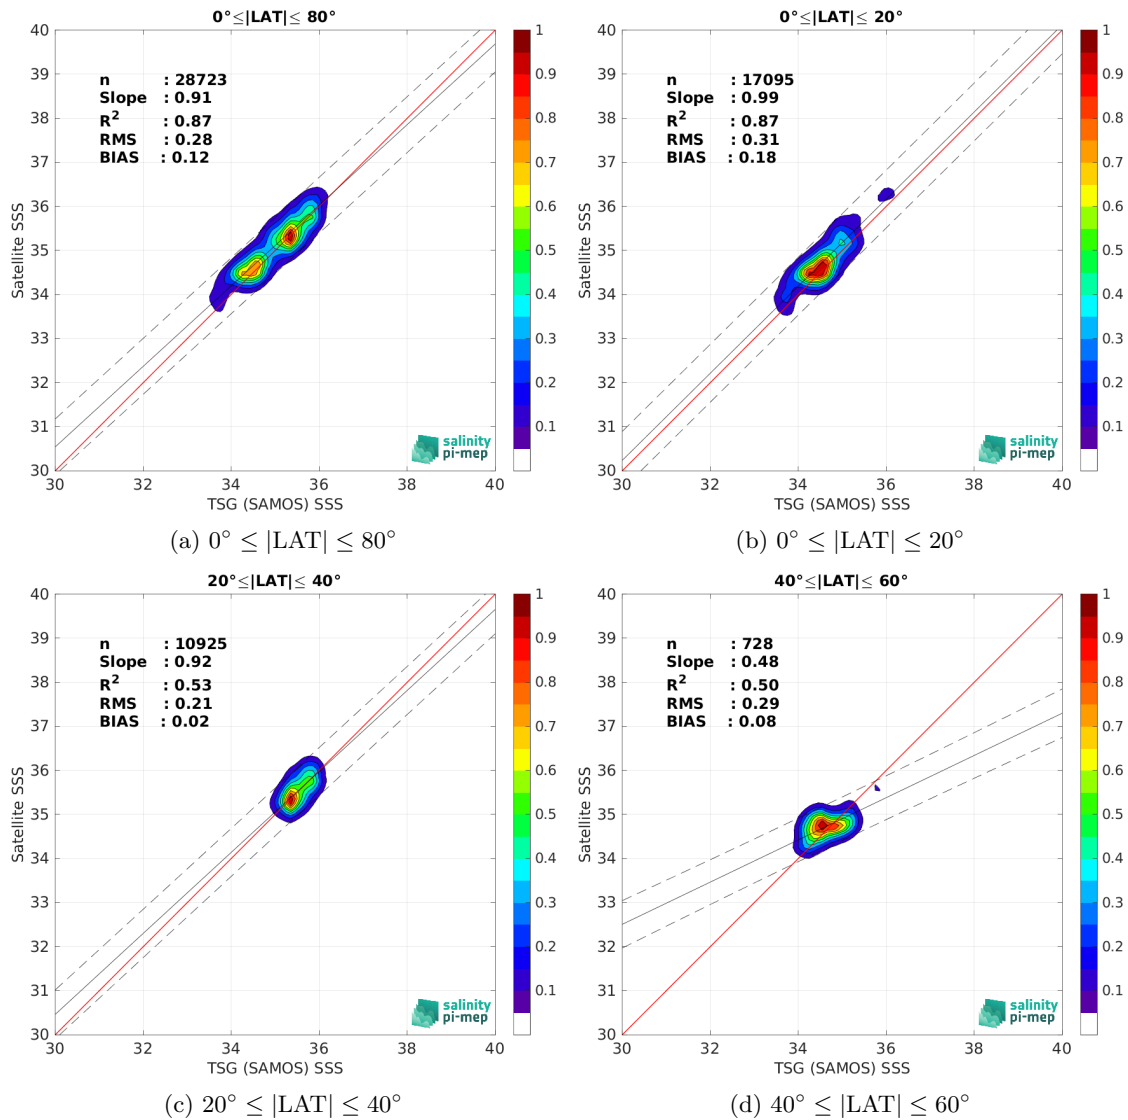 0°≤|LAT|≤ 80°
n : 28723
Slope : 0.91
R² : 0.87
RMS : 0.28
BIAS : 0.12
40
39
38
37
36
35
34
33
32
31
30
Satellite SSS
30 32 34 36 38 40
TSG (SAMOS) SSS
1
0.9
0.8
0.7
0.6
0.5
0.4
0.3
0.2
0.1
salinity
pi-mep
(a) 0° ≤ |LAT| ≤ 80°
0°≤|LAT|≤ 20°
n : 17095
Slope : 0.99
R² : 0.87
RMS : 0.31
BIAS : 0.18
40
39
38
37
36
35
34
33
32
31
30
Satellite SSS
30 32 34 36 38 40
TSG (SAMOS) SSS
1
0.9
0.8
0.7
0.6
0.5
0.4
0.3
0.2
0.1
salinity
pi-mep
(b) 0° ≤ |LAT| ≤ 20°
20°≤|LAT|≤ 40°
n : 10925
Slope : 0.92
R² : 0.53
RMS : 0.21
BIAS : 0.02
40
39
38
37
36
35
34
33
32
31
30
Satellite SSS
30 32 34 36 38 40
TSG (SAMOS) SSS
1
0.9
0.8
0.7
0.6
0.5
0.4
0.3
0.2
0.1
salinity
pi-mep
(c) 20° ≤ |LAT| ≤ 40°
40°≤|LAT|≤ 60°
n : 728
Slope : 0.48
R² : 0.50
RMS : 0.29
BIAS : 0.08
40
39
38
37
36
35
34
33
32
31
30
Satellite SSS
30 32 34 36 38 40
TSG (SAMOS) SSS
1
0.9
0.8
0.7
0.6
0.5
0.4
0.3
0.2
0.1
salinity
pi-mep
(d) 40° ≤ |LAT| ≤ 60°